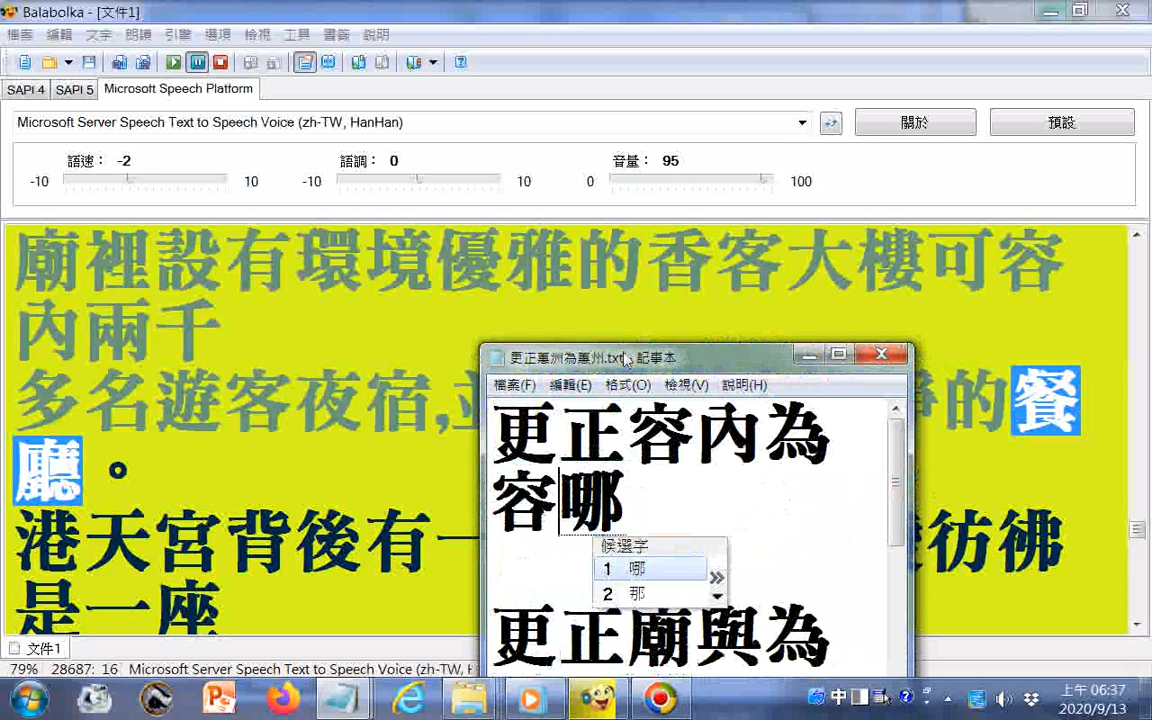 Balabolka - [文件1]
檔案 編輯 文字 朗讀 引擎 選項 檢視 工具 書籤 說明
SAPI 4 SAPI 5 Microsoft Speech Platform
Microsoft Server Speech Text to Speech Voice (zh-TW, HanHan)
關於
預設
語速： -2
語調： 0
音量： 95
-10 10 -10 10 0 100
廟裡設有環境優雅的香客大樓可容
內兩千
多名遊客夜宿,
的餐
廳。
港天宮背後有一
彷彿
是一座
更正蕙洲為蕙州.txt - 記事本
檔案(F) 編輯(E) 格式(O) 檢視(V) 說明(H)
更正容內為
容哪
候選字
1 哪
2 那
更正廟與為
文件1
79% 28687: 16 Microsoft Server Speech Text to Speech Voice (zh-TW, H
中
上午 06:37
2020/9/13